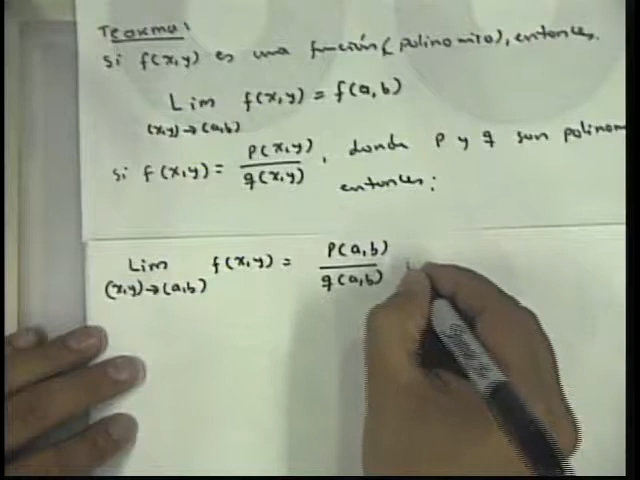 Teorema:
Si f(x,y) es una función (polinomio), entonces.
Lim f(x,y) = f(a,b)
(x,y)→(a,b)
si f(x,y) = p(x,y)/q(x,y), donde p y q son polinom
entonces:
Lim f(x,y) = p(a,b)/q(a,b)
(x,y)→(a,b)